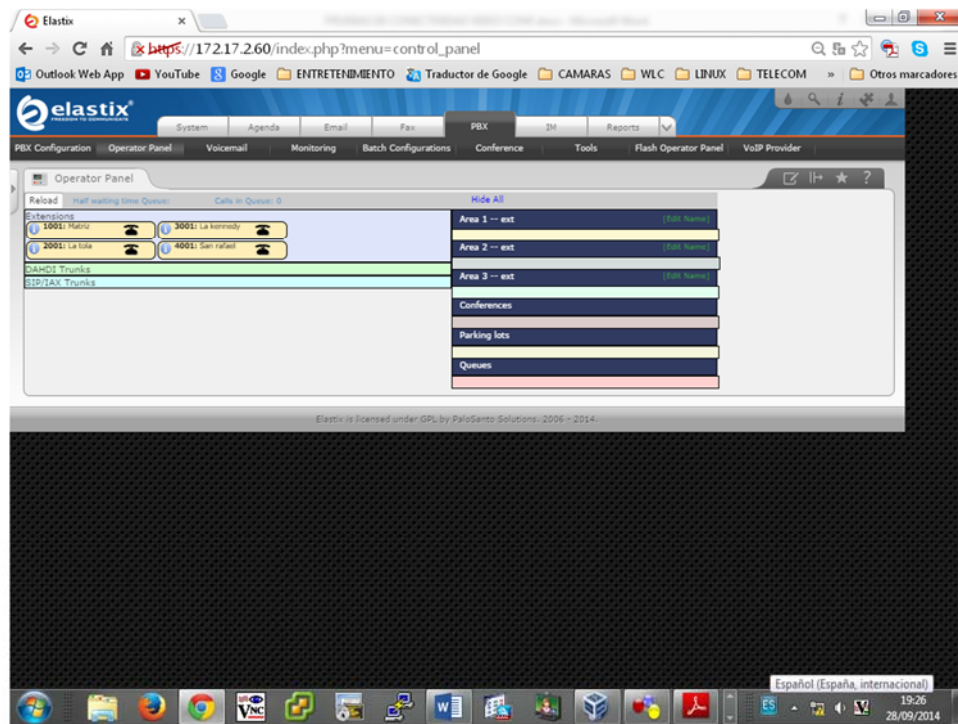 Elastix
https://172.17.2.60/index.php?menu=control_panel
Outlook Web App YouTube Google ENTRETENIMIENTO Traductor de Google CAMARAS WLC LINUX TELECOM » Otros marcadores
elastix
FREEDOM TO COMMUNICATE
System Agenda Email Fax PBX IM Reports
PBX Configuration Operator Panel Voicemail Monitoring Batch Configurations Conference Tools Flash Operator Panel VoIP Provider
Operator Panel
Reload Half waiting time Queue: Calls in Queue: 0 Hide All
Extensions
1001: Matriz 3001: La kennedy
2001: La tola 4001: San rafael
DAHDI Trunks
SIP/IAX Trunks
Area 1 -- ext [Edit Name]
Area 2 -- ext [Edit Name]
Area 3 -- ext [Edit Name]
Conferences
Parking lots
Queues
Elastix is licensed under GPL by PaloSanto Solutions. 2006 - 2014.
Español (España, internacional)
ES
19:26
28/09/2014